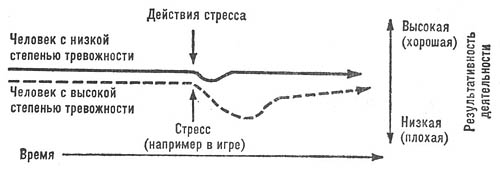 Действия стресса
Человек с низкой
степенью тревожности
Человек с высокой
степенью тревожности
Стресс
(например в игре)
Время
Высокая
(хорошая)
Низкая
(плохая)
Результативность
деятельности